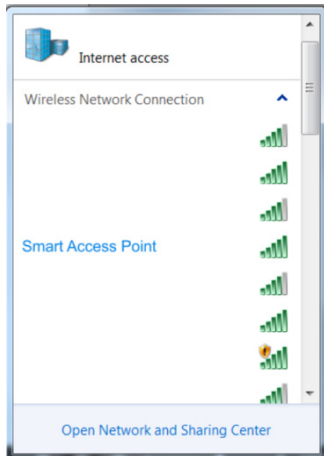 Internet access
Wireless Network Connection
Smart Access Point
Open Network and Sharing Center